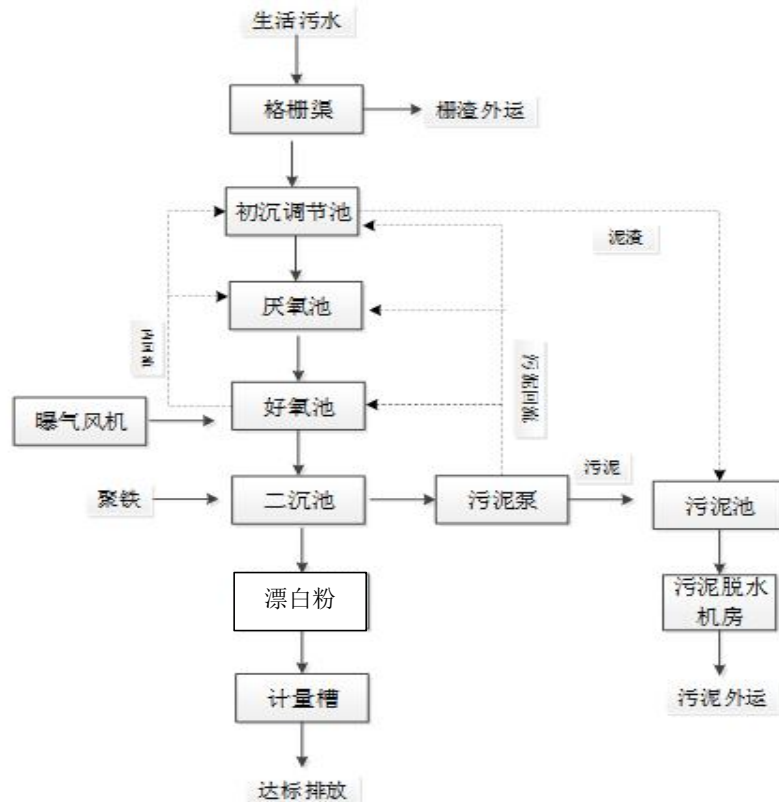 生活污水
格栅渠
栅渣外运
初沉调节池
泥渣
厌氧池
内回流
污泥回流
好氧池
曝气风机
聚铁
二沉池
污泥泵
污泥
污泥池
漂白粉
污泥脱水
机房
计量槽
污泥外运
达标排放